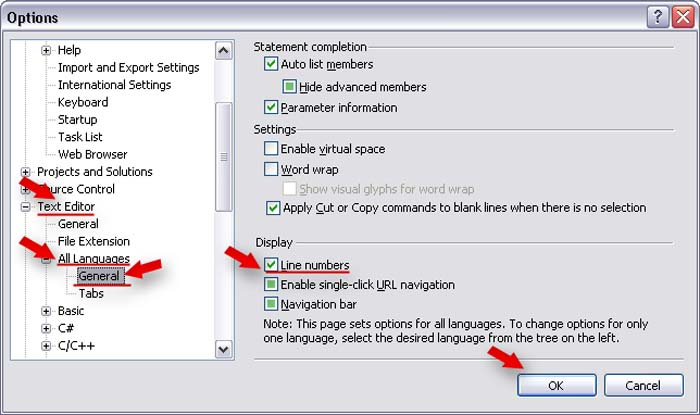 Options
Help
Import and Export Settings
International Settings
Keyboard
Startup
Task List
Web Browser
Projects and Solutions
Source Control
Text Editor
General
File Extension
All Languages
General
Tabs
Basic
C#
C/C++
Statement completion
Auto list members
Hide advanced members
Parameter information
Settings
Enable virtual space
Word wrap
Show visual glyphs for word wrap
Apply Cut or Copy commands to blank lines when there is no selection
Display
Line numbers
Enable single-click URL navigation
Navigation bar
Note: This page sets options for all languages. To change options for only
one language, select the desired language from the tree on the left.
OK
Cancel